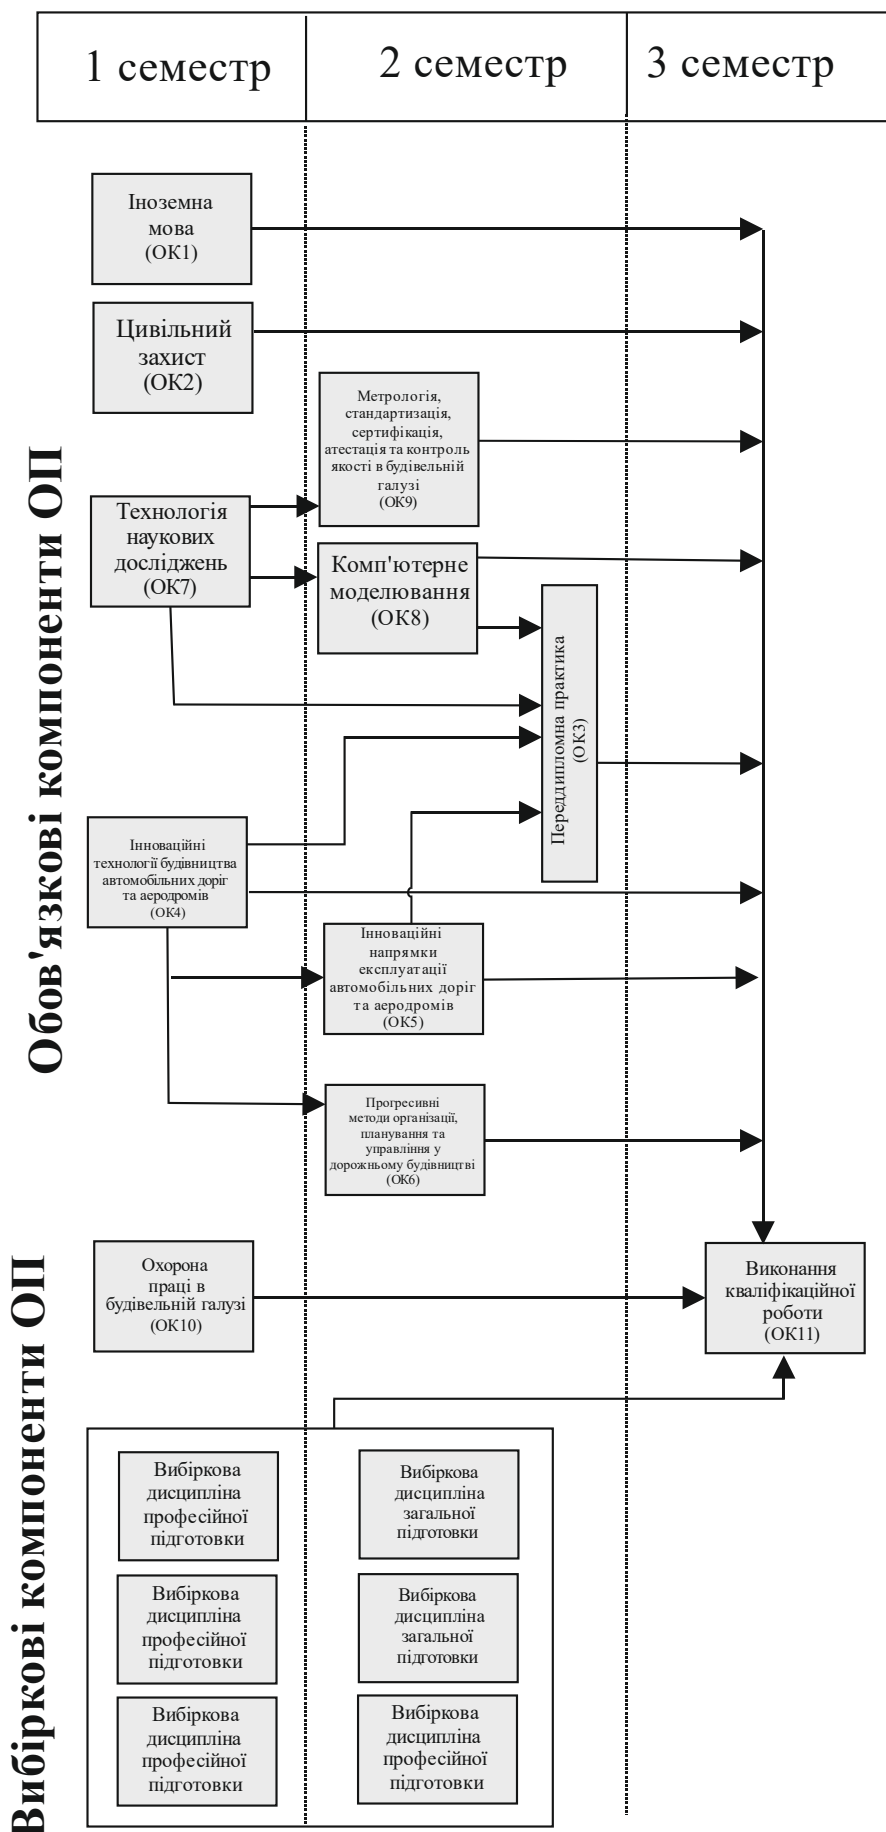 1 семестр
2 семестр
3 семестр
Обов'язкові компоненти ОП
Іноземна
мова
(ОК1)
Цивільний
захист
(ОК2)
Метрологія,
стандартизація,
сертифікація,
атестація та контроль
якості в будівельній
галузі
(ОК9)
Технологія
наукових
досліджень
(ОК7)
Комп'ютерне
моделювання
(ОК8)
Переддипломна практика
(ОК3)
Інноваційні
технології будівництва
автомобільних доріг
та аеродромів
(ОК4)
Інноваційні
напрямки
експлуатації
автомобільних доріг
та аеродромів
(ОК5)
Прогресивні
методи організації,
планування та
управління у
дорожньому будівництві
(ОК6)
Охорона
праці в
будівельній галузі
(ОК10)
Виконання
кваліфікаційної
роботи
(ОК11)
Вибіркові компоненти ОП
Вибіркова
дисципліна
професійної
підготовки
Вибіркова
дисципліна
загальної
підготовки
Вибіркова
дисципліна
професійної
підготовки
Вибіркова
дисципліна
загальної
підготовки
Вибіркова
дисципліна
професійної
підготовки
Вибіркова
дисципліна
професійної
підготовки